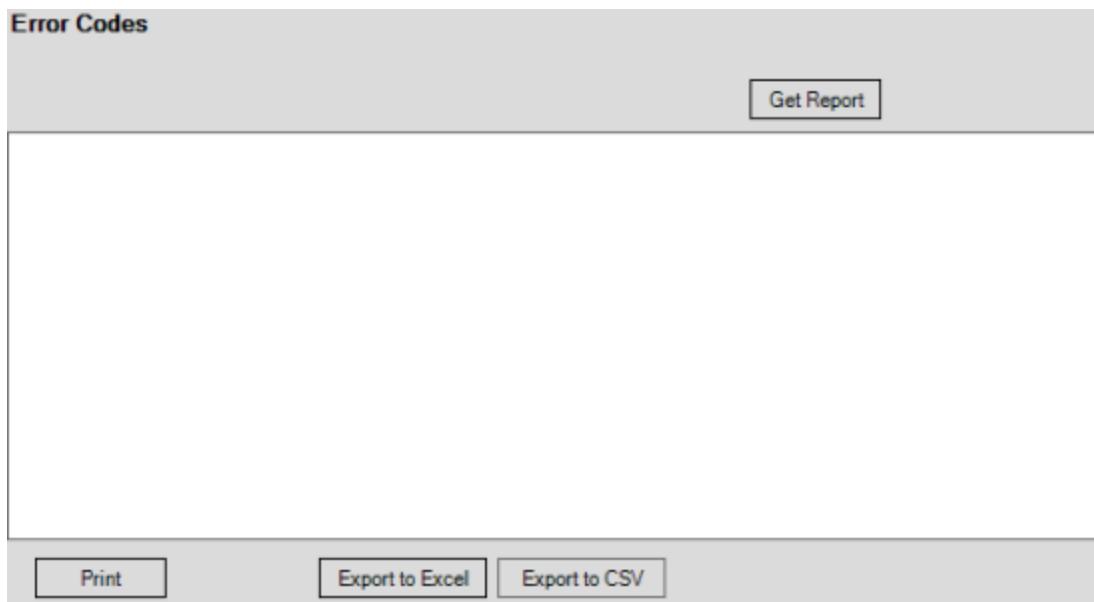 Error Codes
Get Report
Print
Export to Excel
Export to CSV